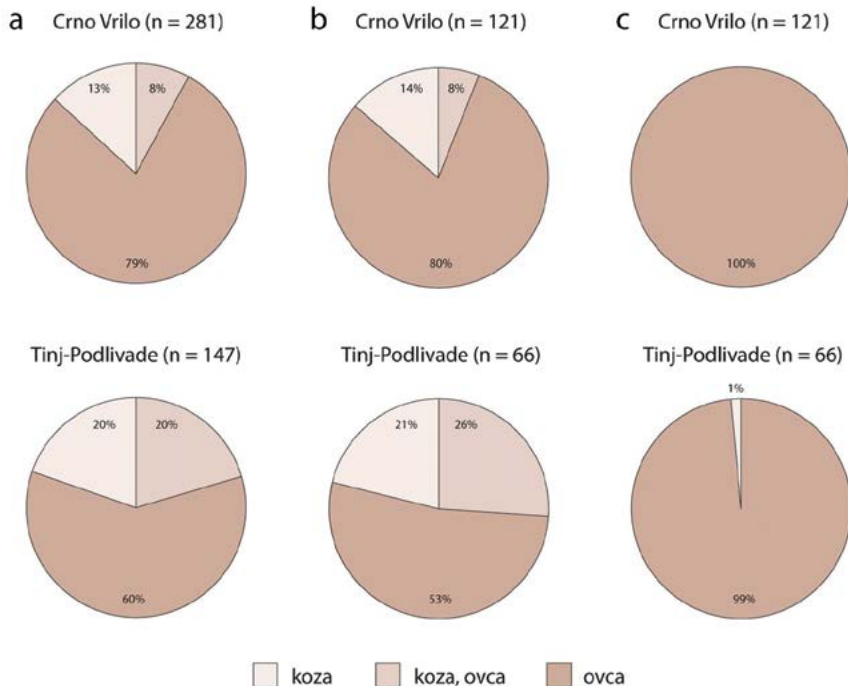 a
Crno Vrilo (n = 281)
13%
8%
79%
b
Crno Vrilo (n = 121)
14%
8%
80%
c
Crno Vrilo (n = 121)
100%
Tinj-Podlivade (n = 147)
20%
20%
60%
Tinj-Podlivade (n = 66)
21%
26%
53%
Tinj-Podlivade (n = 66)
1%
99%
koza
koza, ovca
ovca